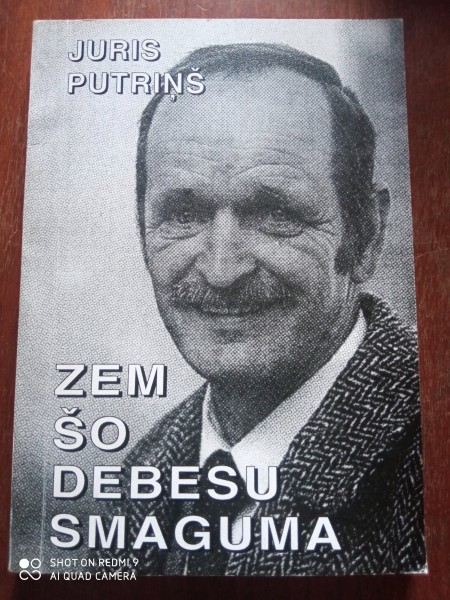 JURIS
PUTRIŅŠ
ZEM
ŠO
DEBESU
SMAGUMA
SHOT ON REDMI 9
AI QUAD CAMERA